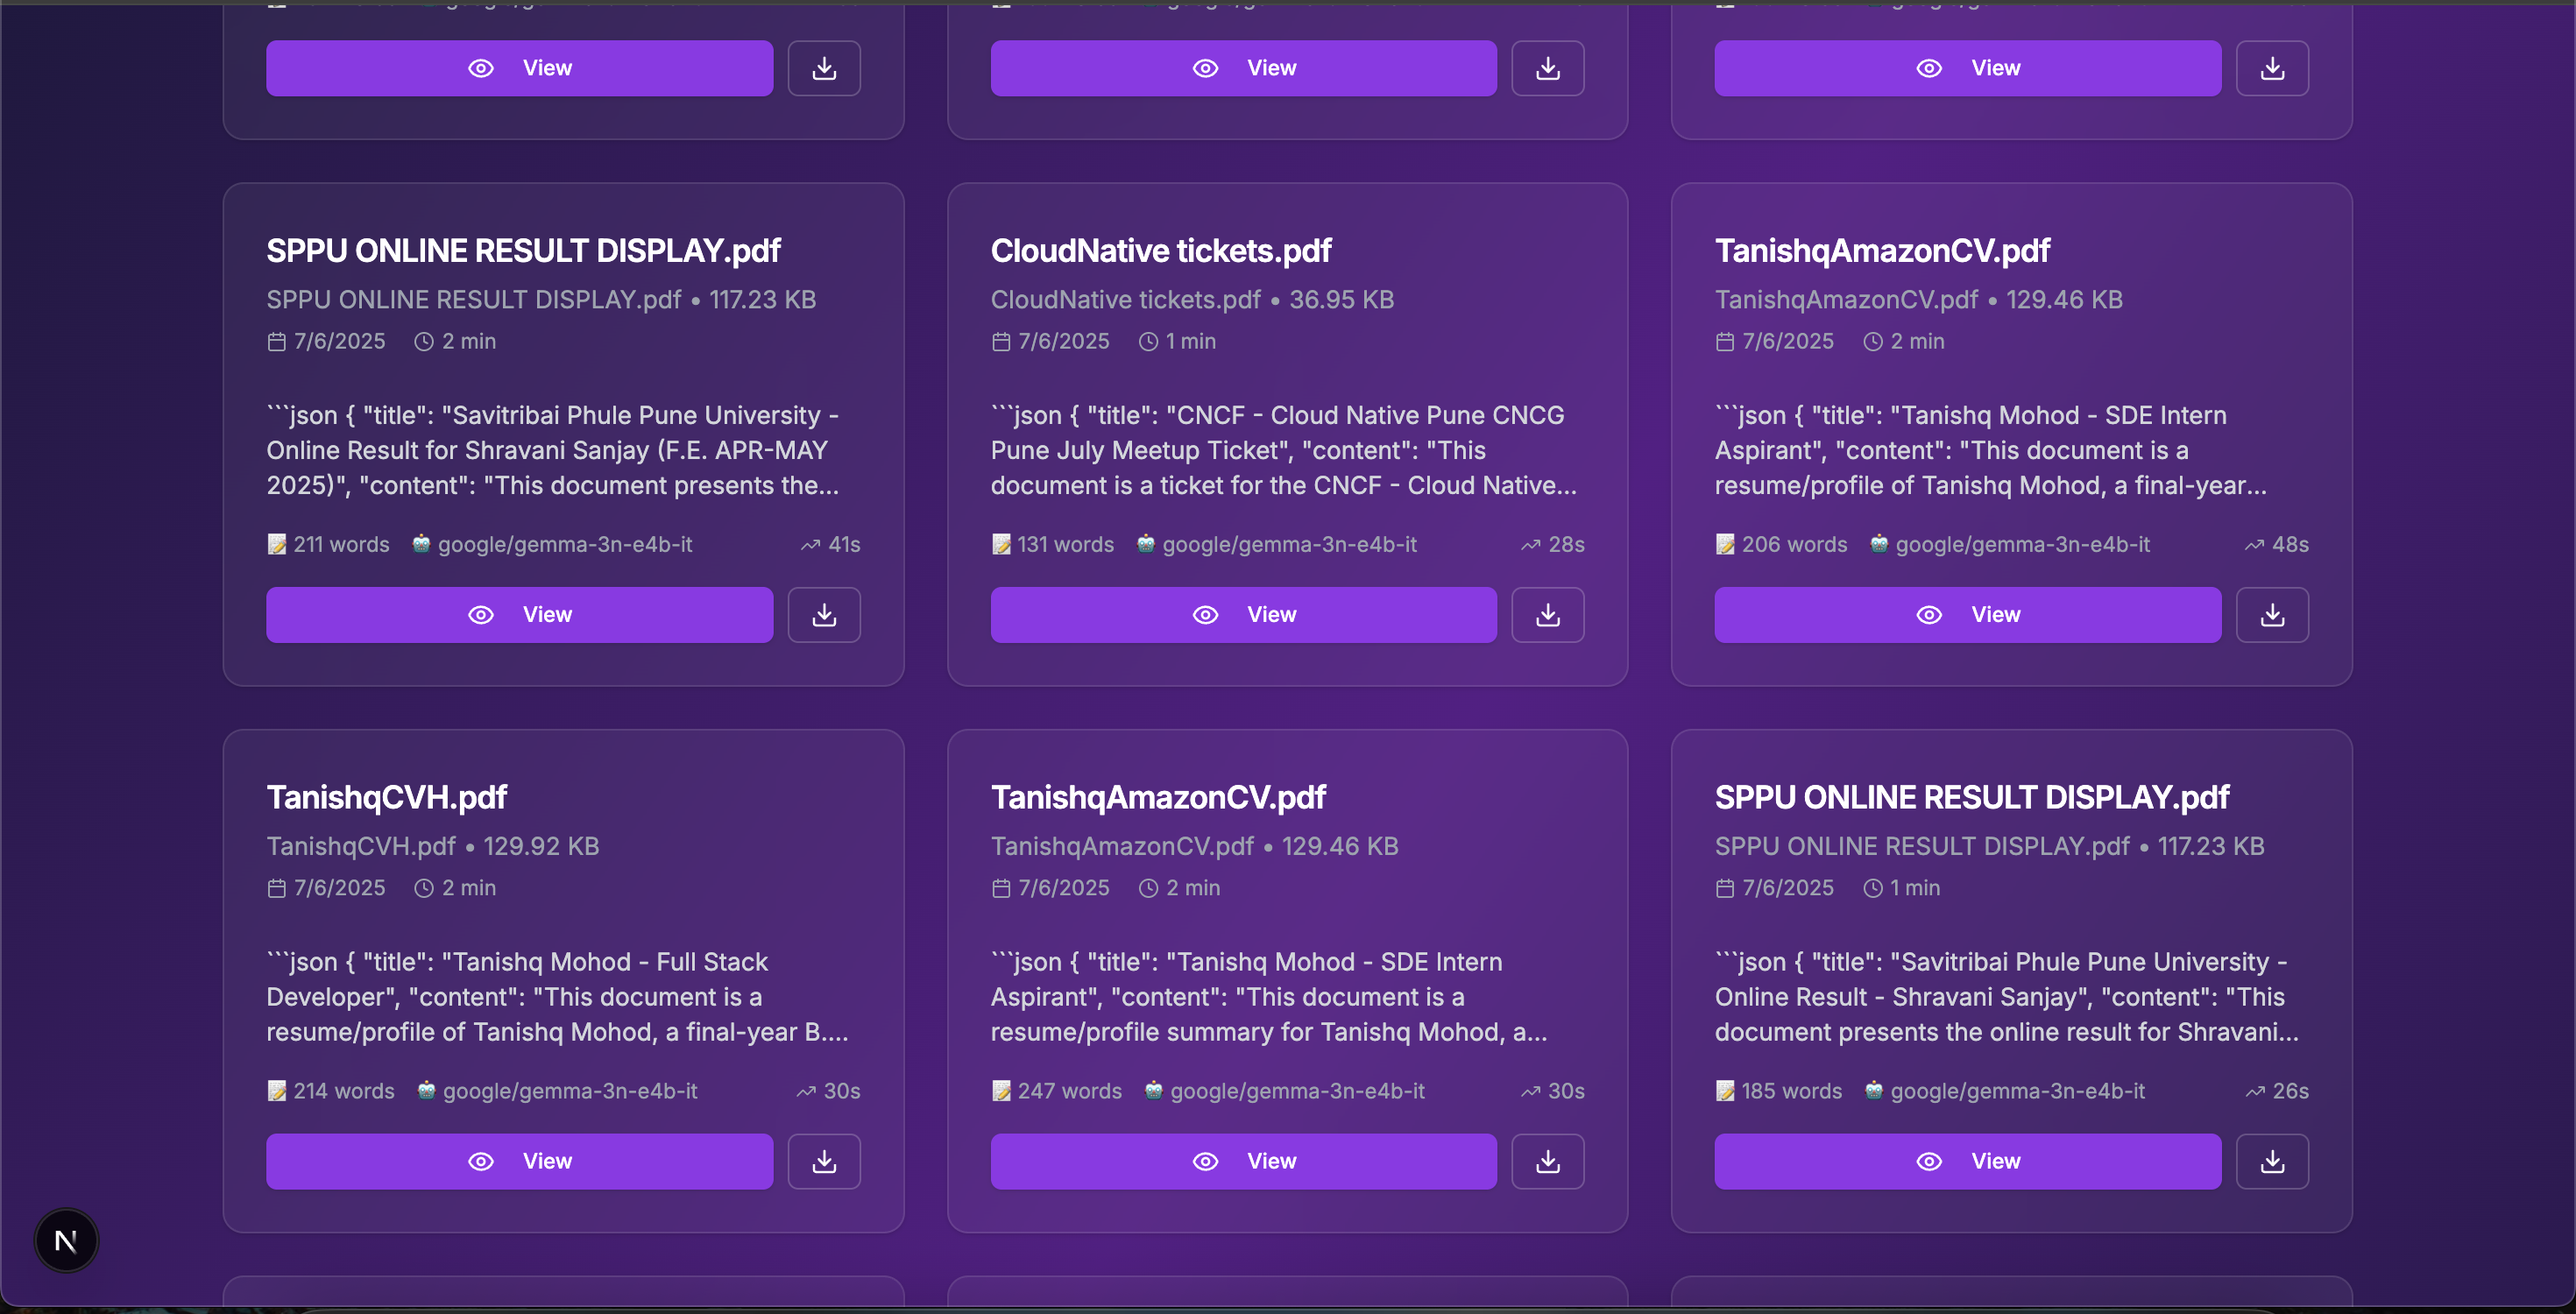 View
View
View
SPPU ONLINE RESULT DISPLAY.pdf
SPPU ONLINE RESULT DISPLAY.pdf • 117.23 KB
7/6/2025 2 min
```json { "title": "Savitribai Phule Pune University -
Online Result for Shravani Sanjay (F.E. APR-MAY
2025)", "content": "This document presents the...
211 words google/gemma-3n-e4b-it 41s
View
CloudNative tickets.pdf
CloudNative tickets.pdf • 36.95 KB
7/6/2025 1 min
```json { "title": "CNCF - Cloud Native Pune CNCG
Pune July Meetup Ticket", "content": "This
document is a ticket for the CNCF - Cloud Native...
131 words google/gemma-3n-e4b-it 28s
View
TanishqAmazonCV.pdf
TanishqAmazonCV.pdf • 129.46 KB
7/6/2025 2 min
```json { "title": "Tanishq Mohod - SDE Intern
Aspirant", "content": "This document is a
resume/profile of Tanishq Mohod, a final-year...
206 words google/gemma-3n-e4b-it 48s
View
TanishqCVH.pdf
TanishqCVH.pdf • 129.92 KB
7/6/2025 2 min
```json { "title": "Tanishq Mohod - Full Stack
Developer", "content": "This document is a
resume/profile of Tanishq Mohod, a final-year B....
214 words google/gemma-3n-e4b-it 30s
View
TanishqAmazonCV.pdf
TanishqAmazonCV.pdf • 129.46 KB
7/6/2025 2 min
```json { "title": "Tanishq Mohod - SDE Intern
Aspirant", "content": "This document is a
resume/profile summary for Tanishq Mohod, a...
247 words google/gemma-3n-e4b-it 30s
View
SPPU ONLINE RESULT DISPLAY.pdf
SPPU ONLINE RESULT DISPLAY.pdf • 117.23 KB
7/6/2025 1 min
```json { "title": "Savitribai Phule Pune University -
Online Result - Shravani Sanjay", "content": "This
document presents the online result for Shravani...
185 words google/gemma-3n-e4b-it 26s
View
N